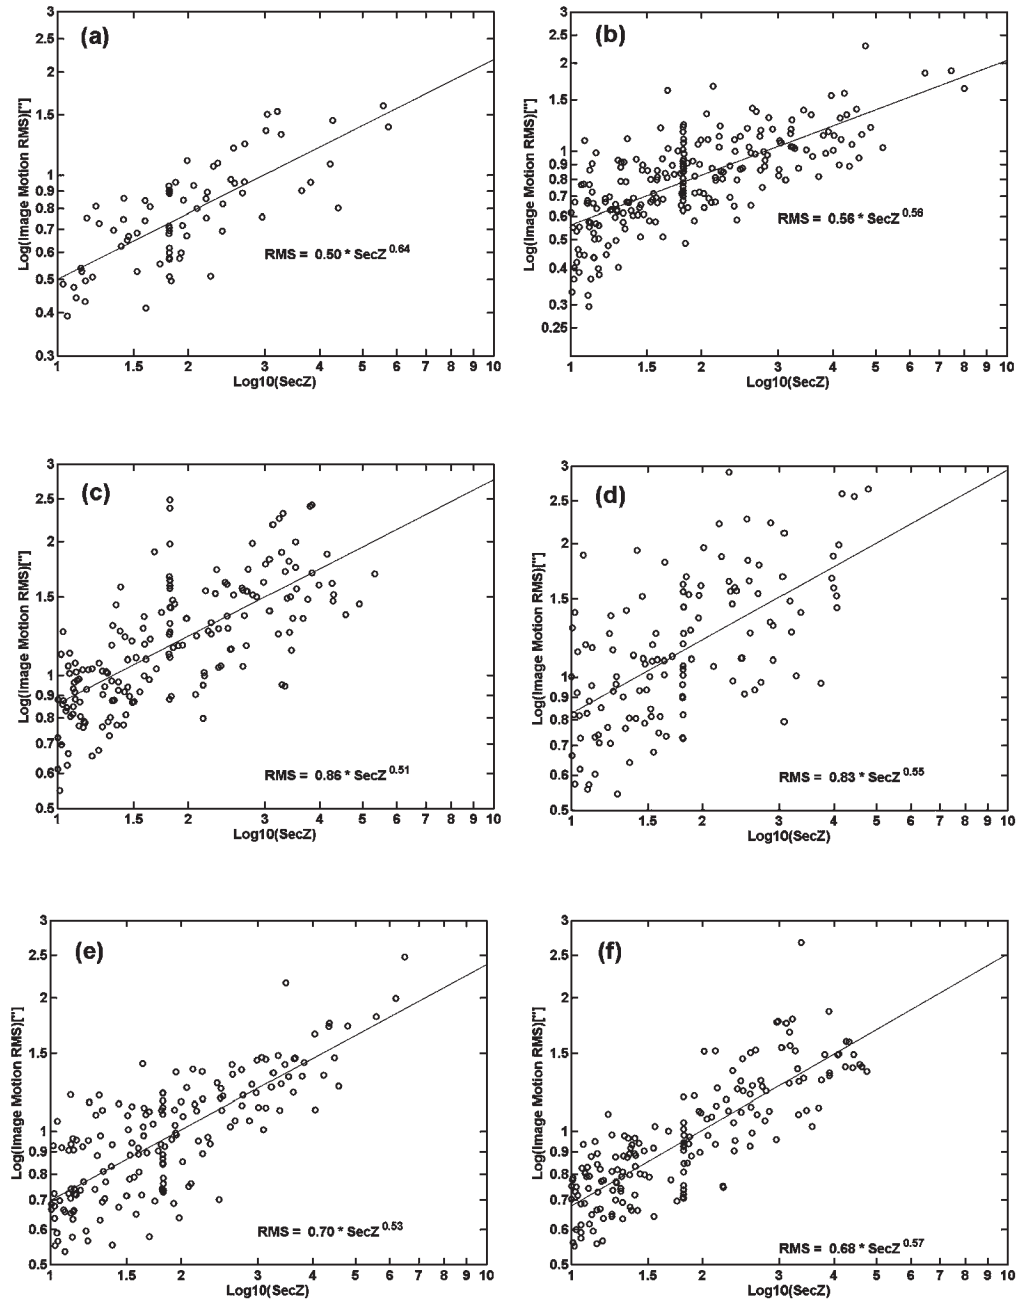 (a)
3
2.5
2
1.5
1
0.9
0.8
0.7
0.6
0.5
0.4
0.3
Log(Image Motion RMS)["]
RMS = 0.50 * SecZ^0.64
1 1.5 2 3 4 5 6 7 8 9 10
Log10(SecZ)
(b)
3
2.5
2
1.5
1
0.9
0.8
0.7
0.6
0.5
0.4
0.3
0.25
Log(Image Motion RMS)["]
RMS = 0.56 * SecZ^0.56
1 1.5 2 3 4 5 6 7 8 9 10
Log10(SecZ)
(c)
3
2.5
2
1.5
1
0.9
0.8
0.7
0.6
0.5
Log(Image Motion RMS)["]
RMS = 0.86 * SecZ^0.51
1 1.5 2 3 4 5 6 7 8 9 10
Log10(SecZ)
(d)
3
2.5
2
1.5
1
0.9
0.8
0.7
0.6
0.5
Log(Image Motion RMS)["]
RMS = 0.83 * SecZ^0.55
1 1.5 2 3 4 5 6 7 8 9 10
Log10(SecZ)
(e)
3
2.5
2
1.5
1
0.9
0.8
0.7
0.6
0.5
Log(Image Motion RMS)["]
RMS = 0.70 * SecZ^0.53
1 1.5 2 3 4 5 6 7 8 9 10
Log10(SecZ)
(f)
3
2.5
2
1.5
1
0.9
0.8
0.7
0.6
0.5
Log(Image Motion RMS)["]
RMS = 0.68 * SecZ^0.57
1 1.5 2 3 4 5 6 7 8 9 10
Log10(SecZ)